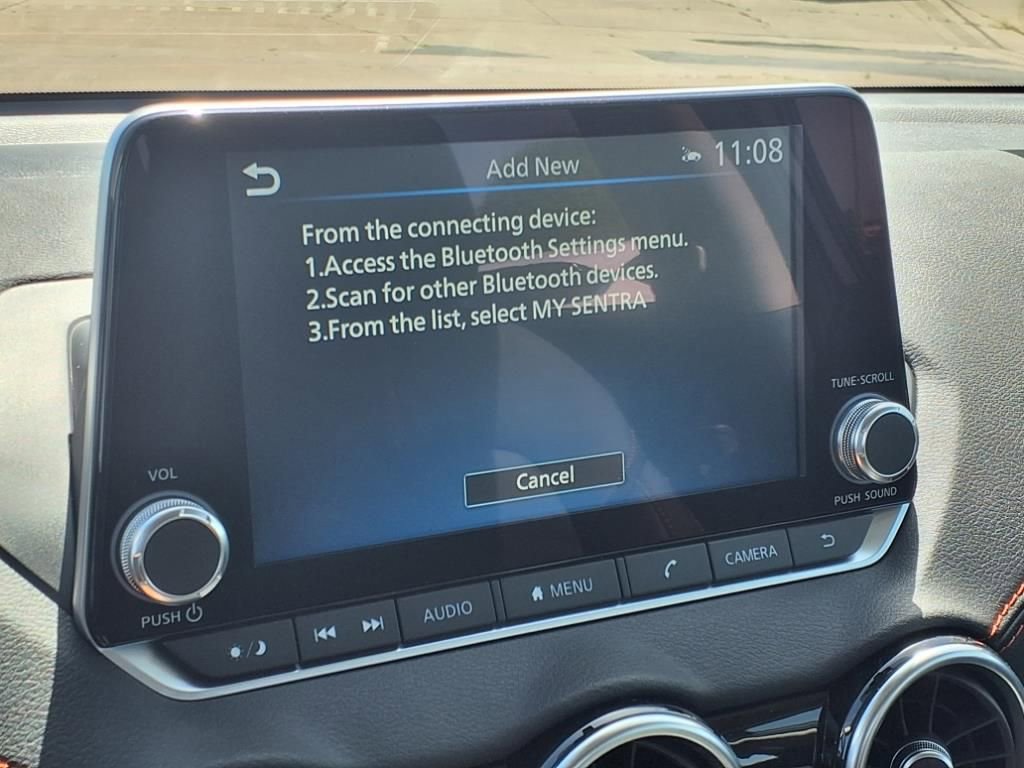 Add New
11:08
From the connecting device:
1.Access the Bluetooth Settings menu.
2.Scan for other Bluetooth devices.
3.From the list, select MY SENTRA
Cancel
VOL
PUSH
TUNE·SCROLL
PUSH SOUND
AUDIO
MENU
CAMERA